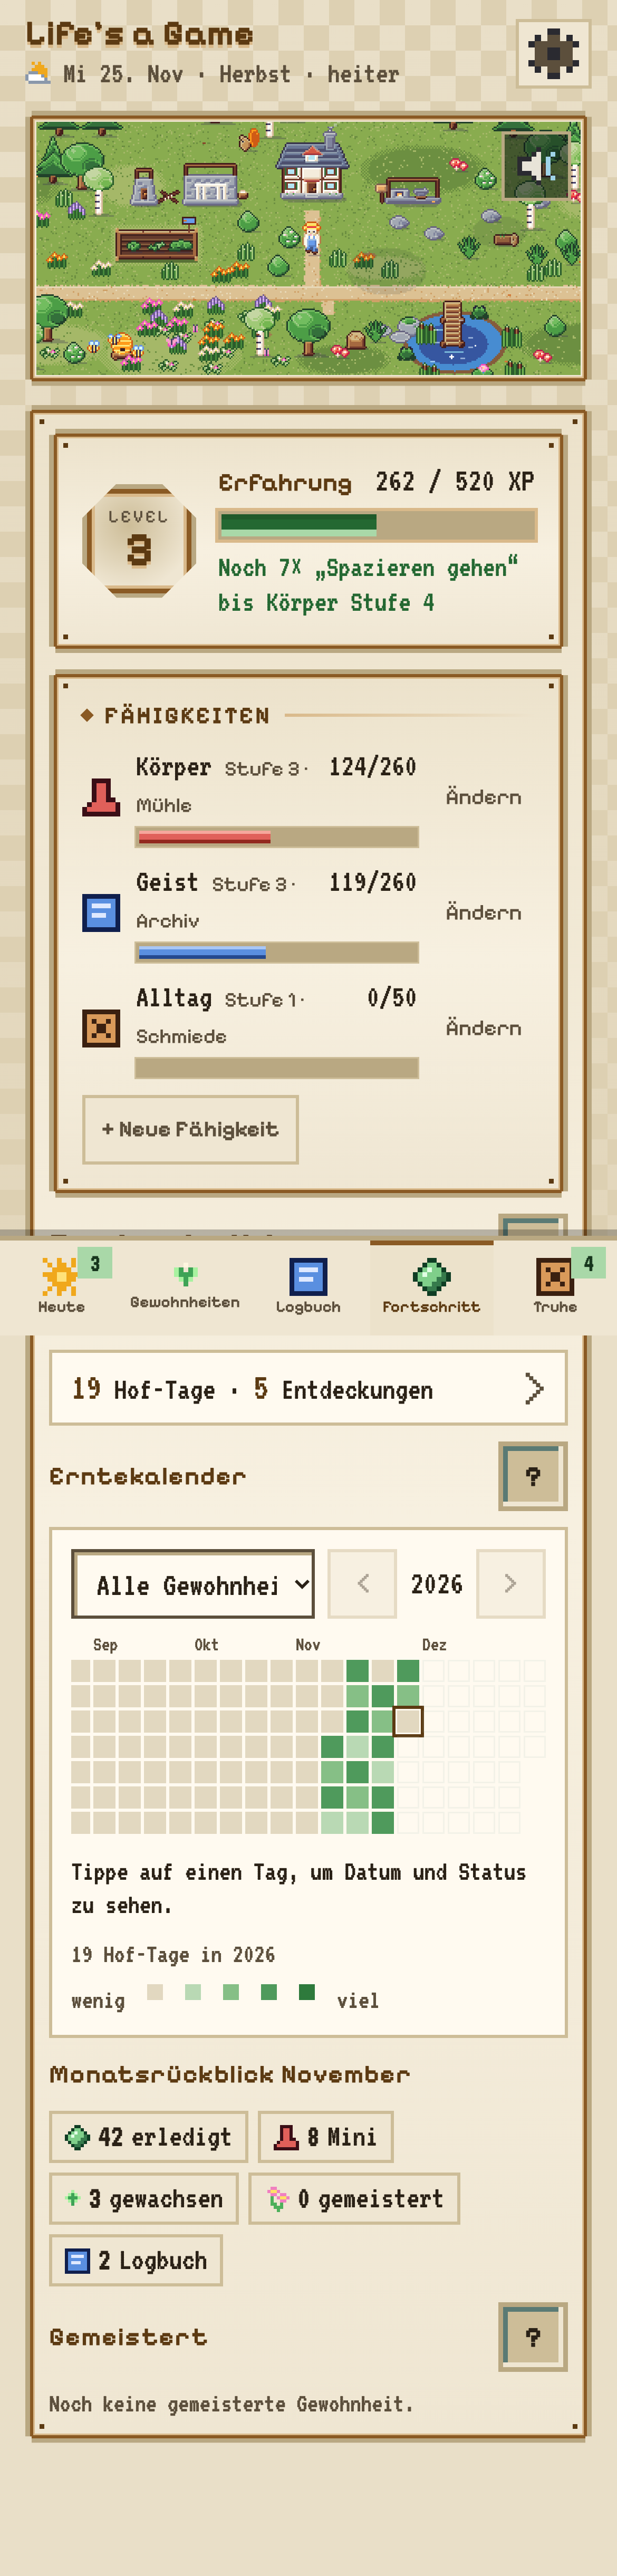 Life's a Game
Mi 25. Nov · Herbst · heiter
LEVEL
3
Erfahrung 262 / 520 XP
Noch 7X „Spazieren gehen“
bis Körper Stufe 4
FÄHIGKEITEN
Körper Stufe 3 · 124/260
Mühle
Ändern
Geist Stufe 3 · 119/260
Archiv
Ändern
Alltag Stufe 1 · 0/50
Schmiede
Ändern
+ Neue Fähigkeit
3
4
Heute Gewohnheiten Logbuch Fortschritt Truhe
19 Hof-Tage · 5 Entdeckungen
Erntekalender ?
Alle Gewohnhei 2026
Sep Okt Nov Dez
Tippe auf einen Tag, um Datum und Status
zu sehen.
19 Hof-Tage in 2026
wenig viel
Monatsrückblick November
42 erledigt 8 Mini
3 gewachsen 0 gemeistert
2 Logbuch
Gemeistert ?
Noch keine gemeisterte Gewohnheit.